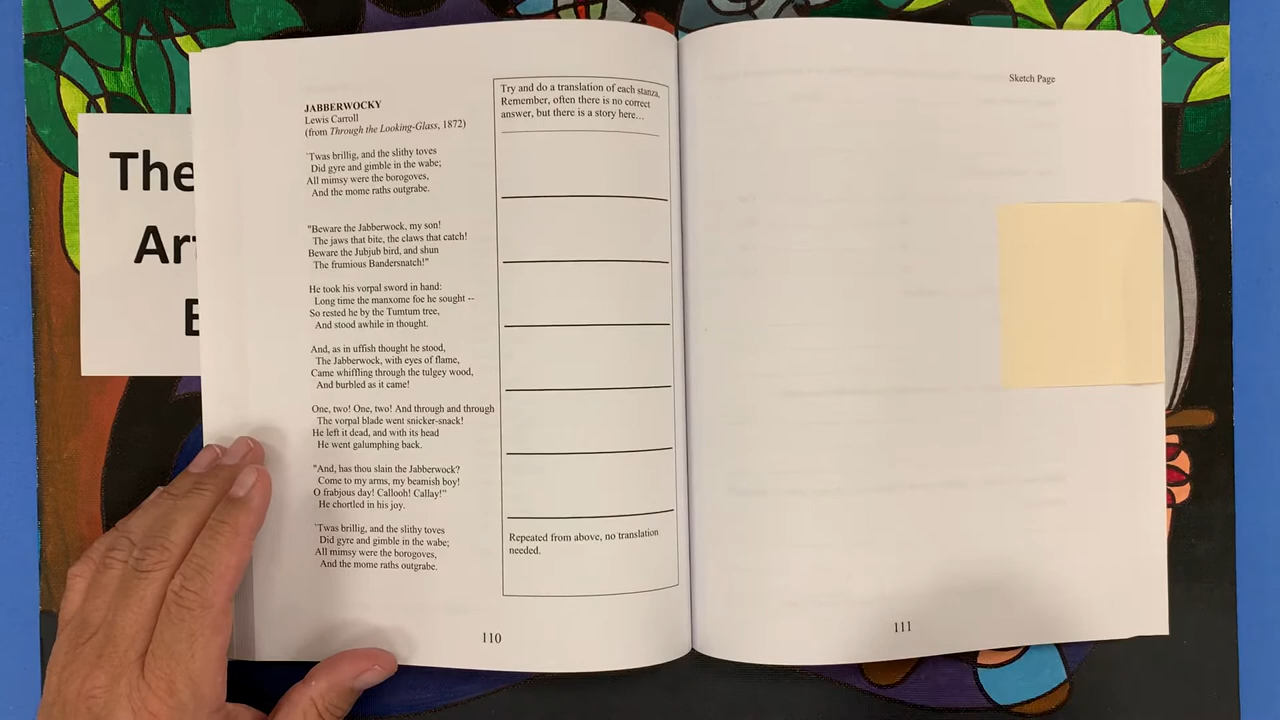 The
Ar
E
JABBERWOCKY
Lewis Carroll
(from Through the Looking-Glass, 1872)
`Twas brillig, and the slithy toves
Did gyre and gimble in the wabe;
All mimsy were the borogoves,
And the mome raths outgrabe.
"Beware the Jabberwock, my son!
The jaws that bite, the claws that catch!
Beware the Jubjub bird, and shun
The frumious Bandersnatch!"
He took his vorpal sword in hand:
Long time the manxome foe he sought --
So rested he by the Tumtum tree,
And stood awhile in thought.
And, as in uffish thought he stood,
The Jabberwock, with eyes of flame,
Came whiffling through the tulgey wood,
And burbled as it came!
One, two! One, two! And through and through
The vorpal blade went snicker-snack!
He left it dead, and with its head
He went galumphing back.
"And, has thou slain the Jabberwock?
Come to my arms, my beamish boy!
O frabjous day! Callooh! Callay!"
He chortled in his joy.
`Twas brillig, and the slithy toves
Did gyre and gimble in the wabe;
All mimsy were the borogoves,
And the mome raths outgrabe.
Try and do a translation of each stanza,
Remember, often there is no correct
answer, but there is a story here…
Repeated from above, no translation
needed.
110
Sketch Page
111